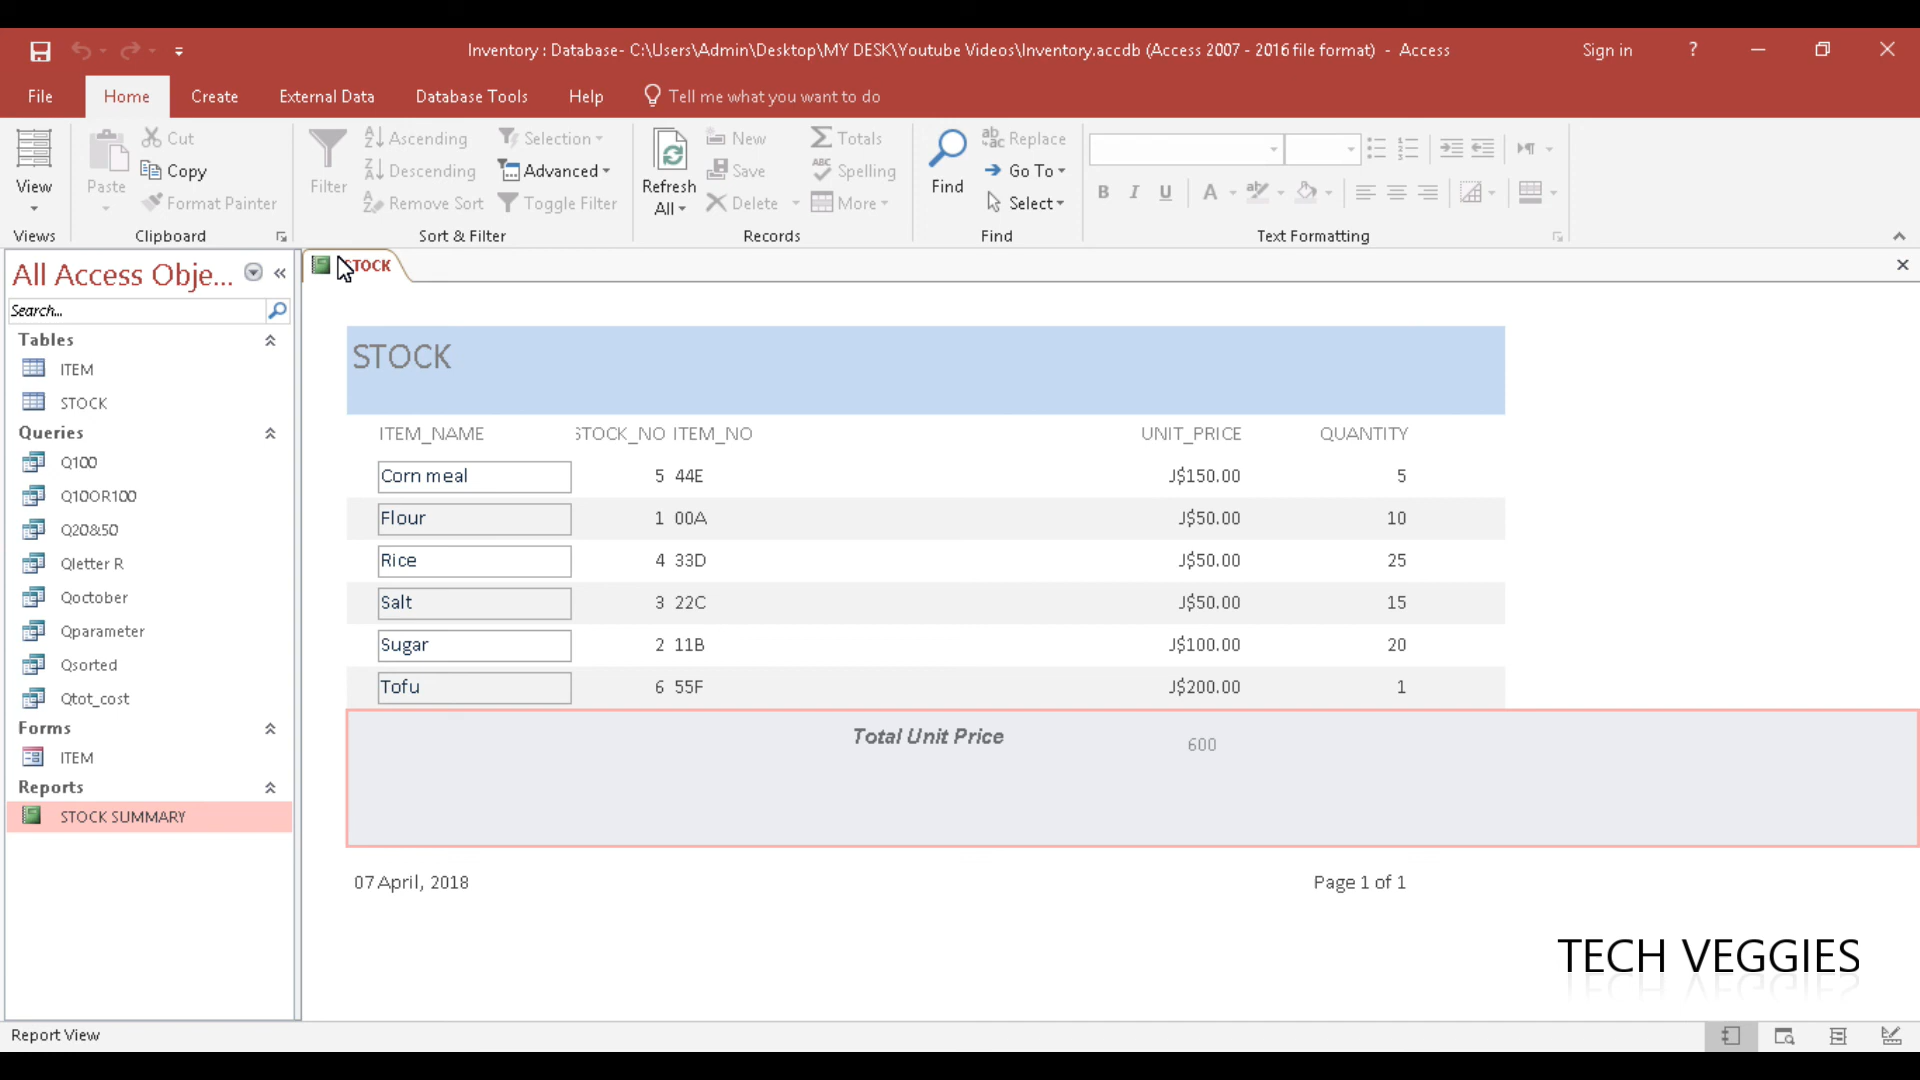 Inventory : Database- C:\Users\Admin\Desktop\MY DESK\Youtube Videos\Inventory.accdb (Access 2007 - 2016 file format) - Access
Sign in
?
File Home Create External Data Database Tools Help Tell me what you want to do
View
Views
Paste
Cut
Copy
Format Painter
Clipboard
Filter
Ascending
Descending
Remove Sort
Selection
Advanced
Toggle Filter
Sort & Filter
Refresh All
New
Save
Delete
Totals
Spelling
More
Records
Find
Replace
Go To
Select
Find
B I U A
Text Formatting
All Access Obje...
Search...
Tables
ITEM
STOCK
Queries
Q100
Q10OR100
Q20&50
Qletter R
Qoctober
Qparameter
Qsorted
Qtot_cost
Forms
ITEM
Reports
STOCK SUMMARY
STOCK
STOCK
ITEM_NAME STOCK_NO ITEM_NO UNIT_PRICE QUANTITY
Corn meal 5 44E J$150.00 5
Flour 1 00A J$50.00 10
Rice 4 33D J$50.00 25
Salt 3 22C J$50.00 15
Sugar 2 11B J$100.00 20
Tofu 6 55F J$200.00 1
Total Unit Price 600
07 April, 2018 Page 1 of 1
TECH VEGGIES
Report View